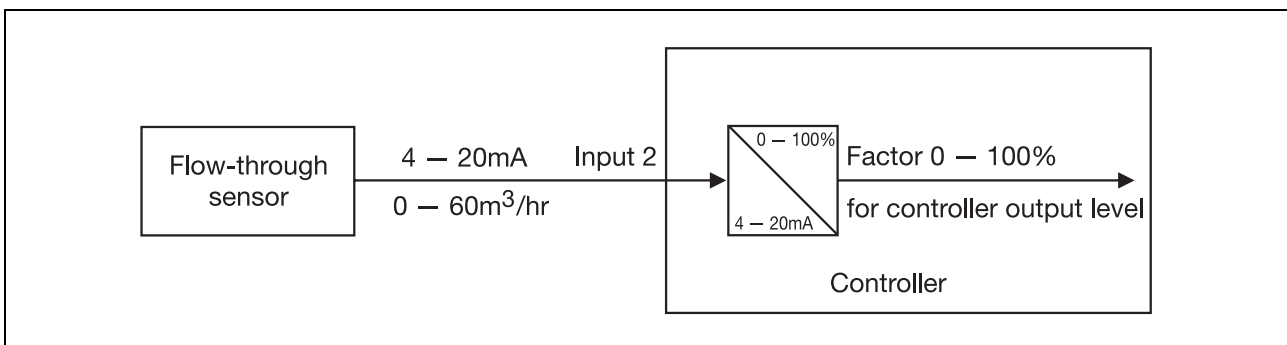 Flow-through
sensor
4 – 20mA
0 – 60m³/hr
Input 2
0 – 100%
4 – 20mA
Factor 0 – 100%
for controller output level
Controller